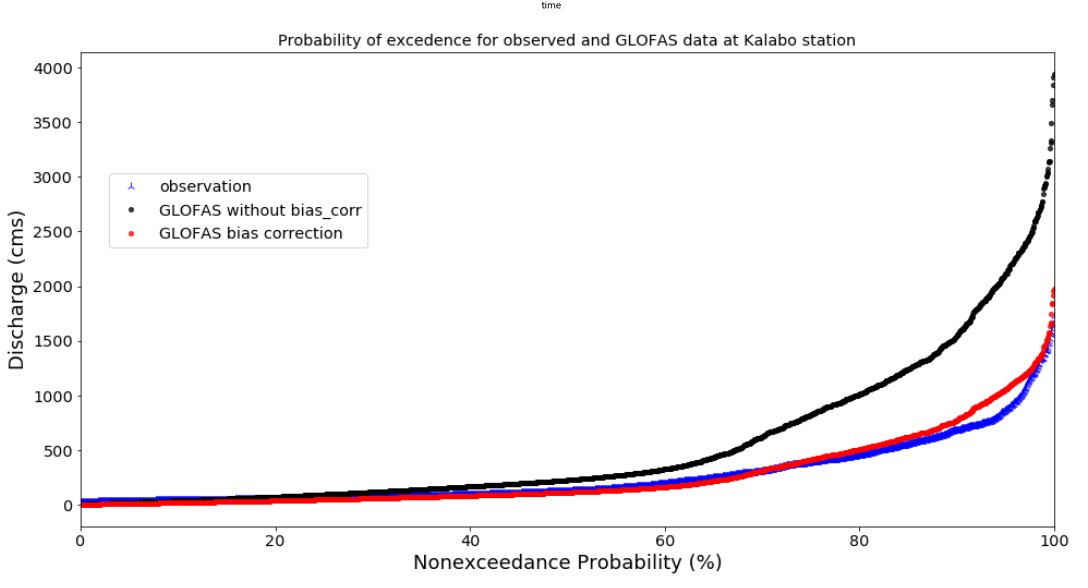 time
Probability of excedence for observed and GLOFAS data at Kalabo station
4000
3500
3000
2500
2000
1500
1000
500
0
Discharge (cms)
observation
GLOFAS without bias_corr
GLOFAS bias correction
0 20 40 60 80 100
Nonexceedance Probability (%)